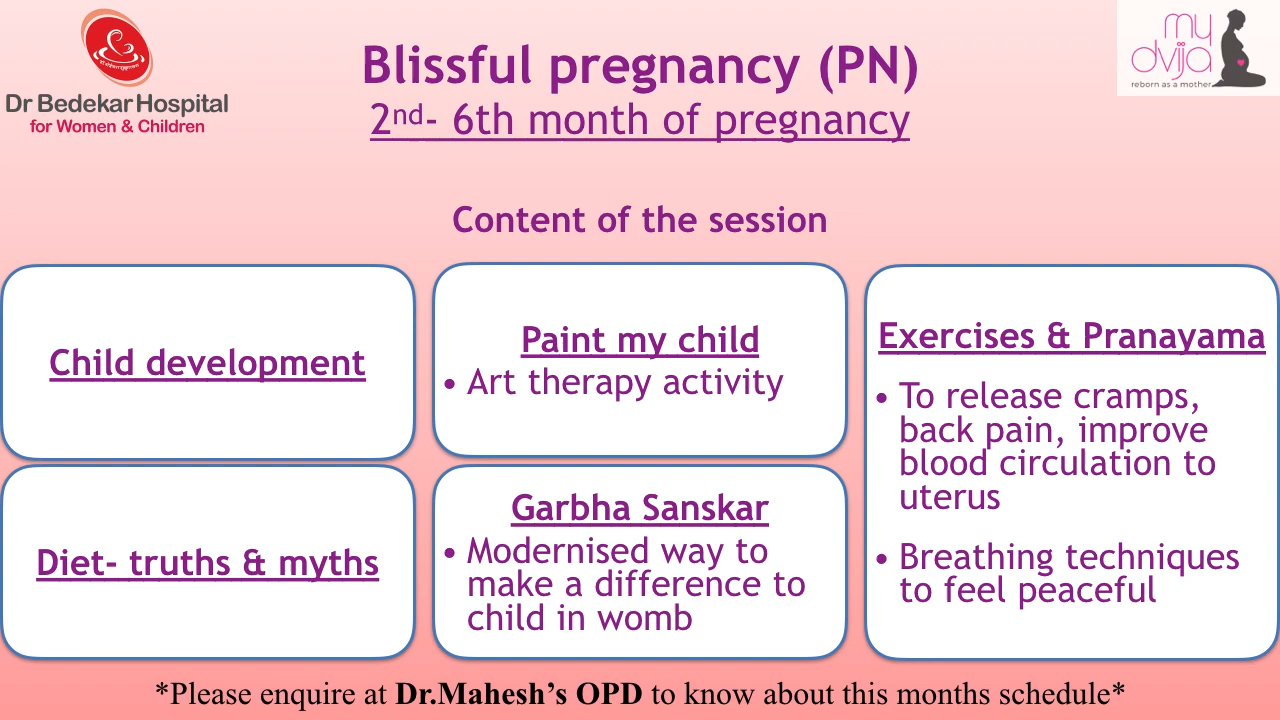 Dr Bedekar Hospital
for Women & Children
Blissful pregnancy (PN)
2nd- 6th month of pregnancy
my
dvija
reborn as a mother
Content of the session
Child development
Diet- truths & myths
Paint my child
• Art therapy activity
Garbha Sanskar
• Modernised way to
make a difference to
child in womb
Exercises & Pranayama
• To release cramps,
back pain, improve
blood circulation to
uterus
• Breathing techniques
to feel peaceful
*Please enquire at Dr.Mahesh’s OPD to know about this months schedule*